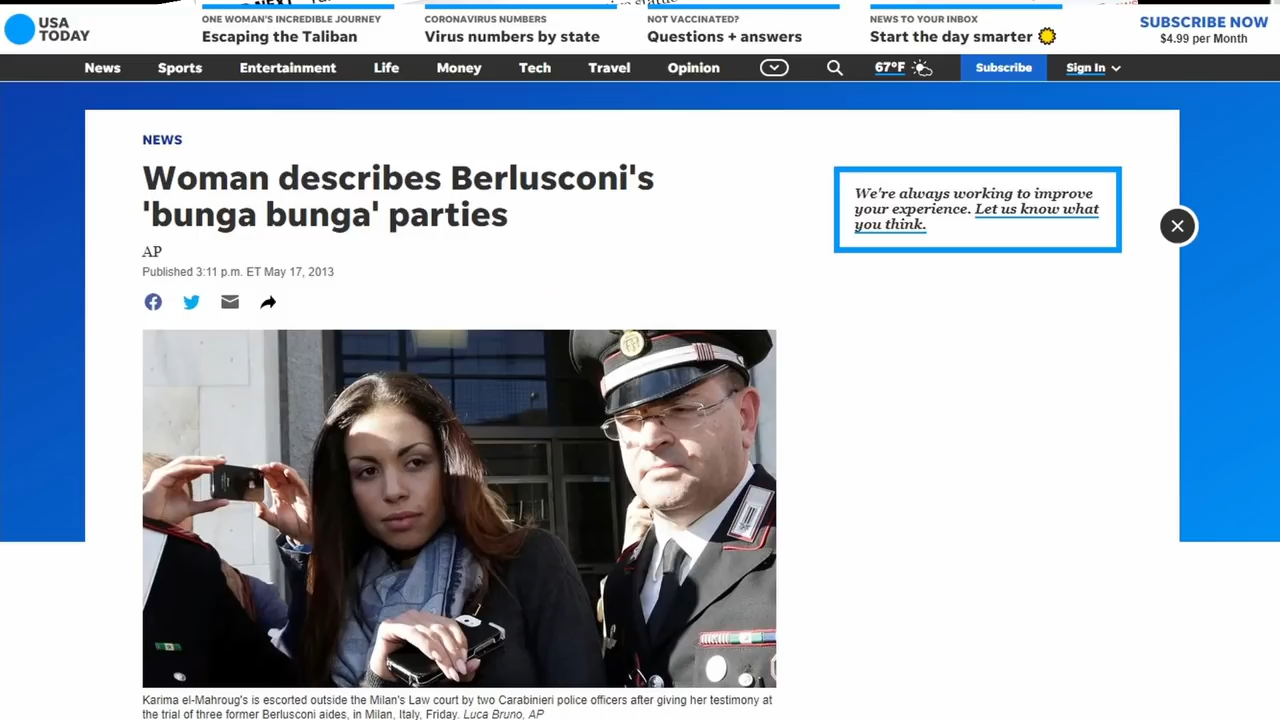 ONE WOMAN'S INCREDIBLE JOURNEY
Escaping the Taliban
CORONAVIRUS NUMBERS
Virus numbers by state
NOT VACCINATED?
Questions + answers
NEWS TO YOUR INBOX
Start the day smarter
SUBSCRIBE NOW
$4.99 per Month
USA
TODAY
News Sports Entertainment Life Money Tech Travel Opinion 67°F Subscribe Sign In
NEWS
Woman describes Berlusconi's
'bunga bunga' parties
AP
Published 3:11 p.m. ET May 17, 2013
We're always working to improve
your experience. Let us know what
you think.
Karima el-Mahroug's is escorted outside the Milan's Law court by two Carabinieri police officers after giving her testimony at
the trial of three former Berlusconi aides, in Milan, Italy, Friday. Luca Bruno, AP